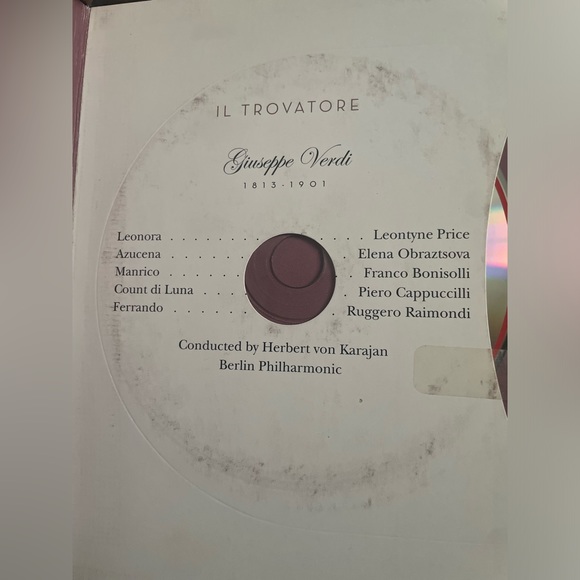 IL TROVATORE
Giuseppe Verdi
1813-1901
Leonora . . . . . . . . . . . . Leontyne Price
Azucena . . . . . . . . Elena Obraztsova
Manrico . . . . . . . . Franco Bonisolli
Count di Luna . . . . . Piero Cappuccilli
Ferrando . . . . . . . Ruggero Raimondi
Conducted by Herbert von Karajan
Berlin Philharmonic